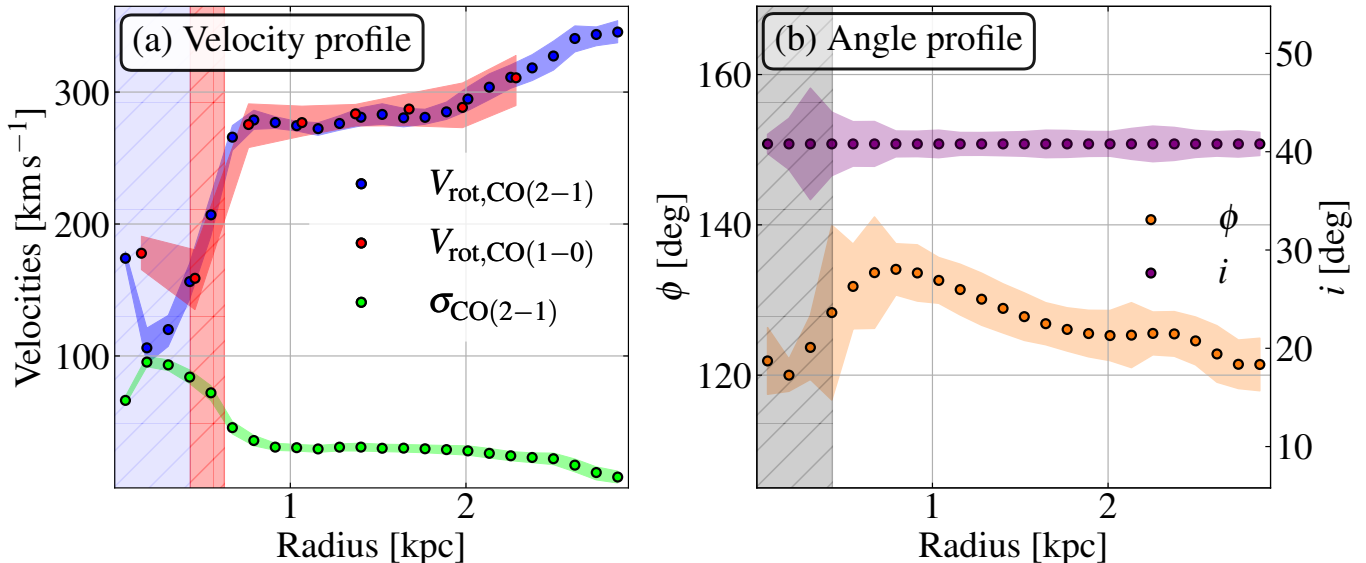 (a) Velocity profile
Velocities [km s⁻¹]
300
200
100
V_rot,CO(2−1)
V_rot,CO(1−0)
σ_CO(2−1)
1
2
Radius [kpc]
(b) Angle profile
ϕ [deg]
160
140
120
ϕ
i
50
40
30
20
10
i [deg]
1
2
Radius [kpc]